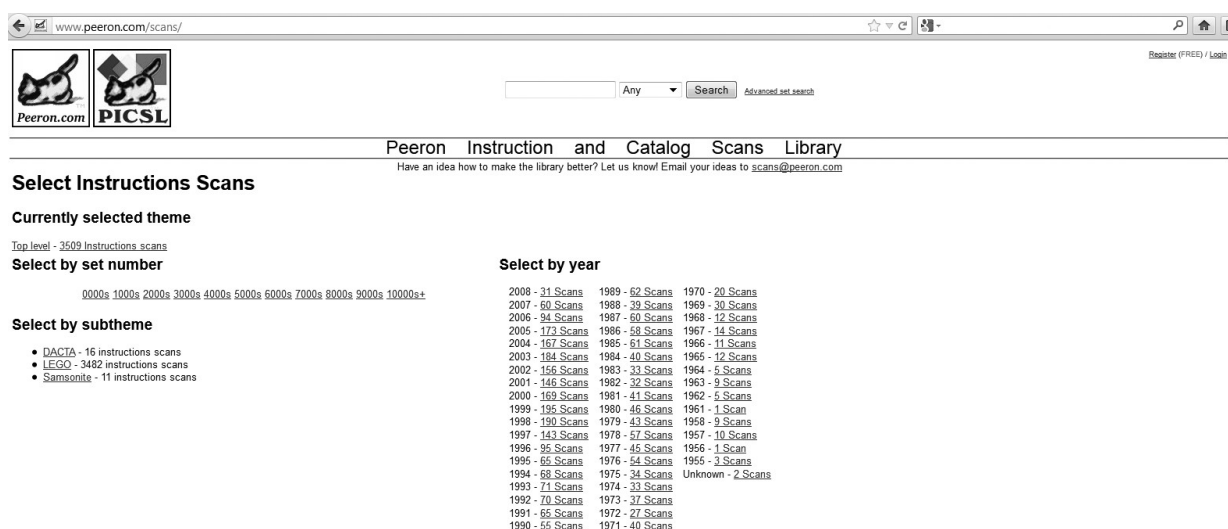 www.peeron.com/scans/
Register (FREE) / Login
Peeron.com PICSL
Any Search Advanced set search
Peeron Instruction and Catalog Scans Library
Have an idea how to make the library better? Let us know! Email your ideas to scans@peeron.com
Select Instructions Scans
Currently selected theme
Top level - 3509 Instructions scans
Select by set number
0000s 1000s 2000s 3000s 4000s 5000s 6000s 7000s 8000s 9000s 10000s+
Select by subtheme
DACTA - 16 instructions scans
LEGO - 3482 instructions scans
Samsonite - 11 instructions scans
Select by year
2008 - 31 Scans 1989 - 62 Scans 1970 - 20 Scans
2007 - 60 Scans 1988 - 39 Scans 1969 - 30 Scans
2006 - 94 Scans 1987 - 60 Scans 1968 - 12 Scans
2005 - 173 Scans 1986 - 58 Scans 1967 - 14 Scans
2004 - 167 Scans 1985 - 61 Scans 1966 - 11 Scans
2003 - 184 Scans 1984 - 40 Scans 1965 - 12 Scans
2002 - 156 Scans 1983 - 33 Scans 1964 - 5 Scans
2001 - 146 Scans 1982 - 32 Scans 1963 - 9 Scans
2000 - 169 Scans 1981 - 41 Scans 1962 - 5 Scans
1999 - 195 Scans 1980 - 46 Scans 1961 - 1 Scan
1998 - 190 Scans 1979 - 43 Scans 1958 - 9 Scans
1997 - 143 Scans 1978 - 57 Scans 1957 - 10 Scans
1996 - 95 Scans 1977 - 45 Scans 1956 - 1 Scan
1995 - 65 Scans 1976 - 54 Scans 1955 - 3 Scans
1994 - 68 Scans 1975 - 34 Scans Unknown - 2 Scans
1993 - 71 Scans 1974 - 33 Scans
1992 - 70 Scans 1973 - 37 Scans
1991 - 65 Scans 1972 - 27 Scans
1990 - 55 Scans 1971 - 40 Scans